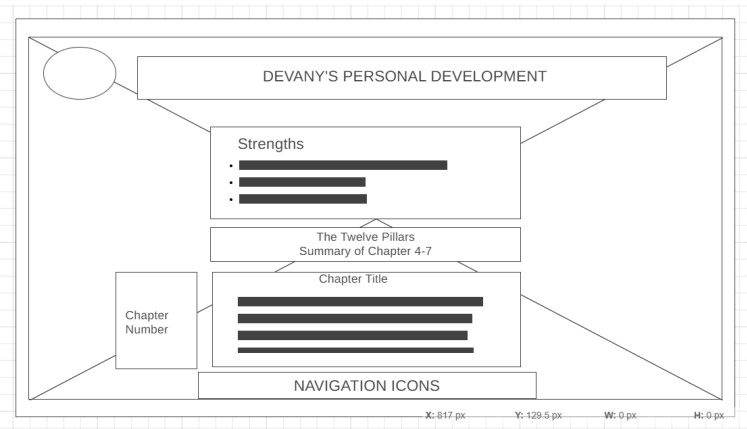 DEVANY'S PERSONAL DEVELOPMENT
Strengths
The Twelve Pillars
Summary of Chapter 4-7
Chapter Title
Chapter
Number
NAVIGATION ICONS
X: 817 px Y: 129.5 px W: 0 px H: 0 px